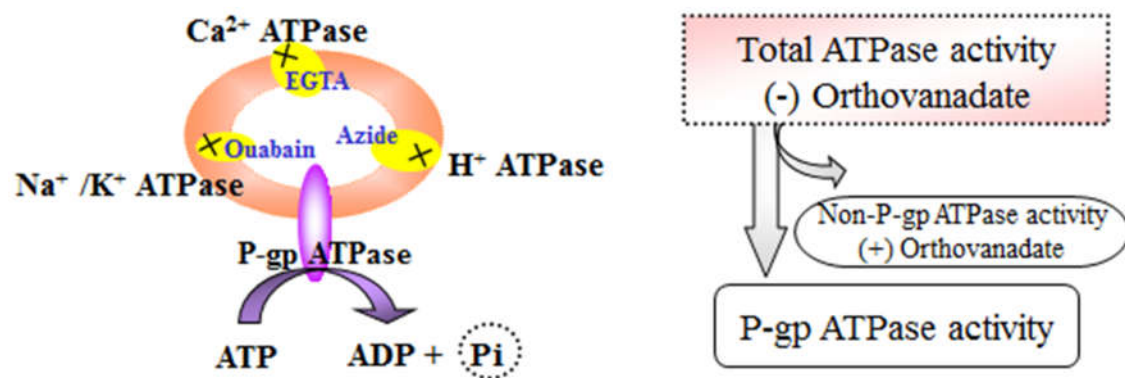 Ca²⁺ ATPase
EGTA
Ouabain
Azide
Na⁺ /K⁺ ATPase
H⁺ ATPase
P-gp ATPase
ATP
ADP + Pi
Total ATPase activity
(-) Orthovanadate
Non-P-gp ATPase activity
(+) Orthovanadate
P-gp ATPase activity